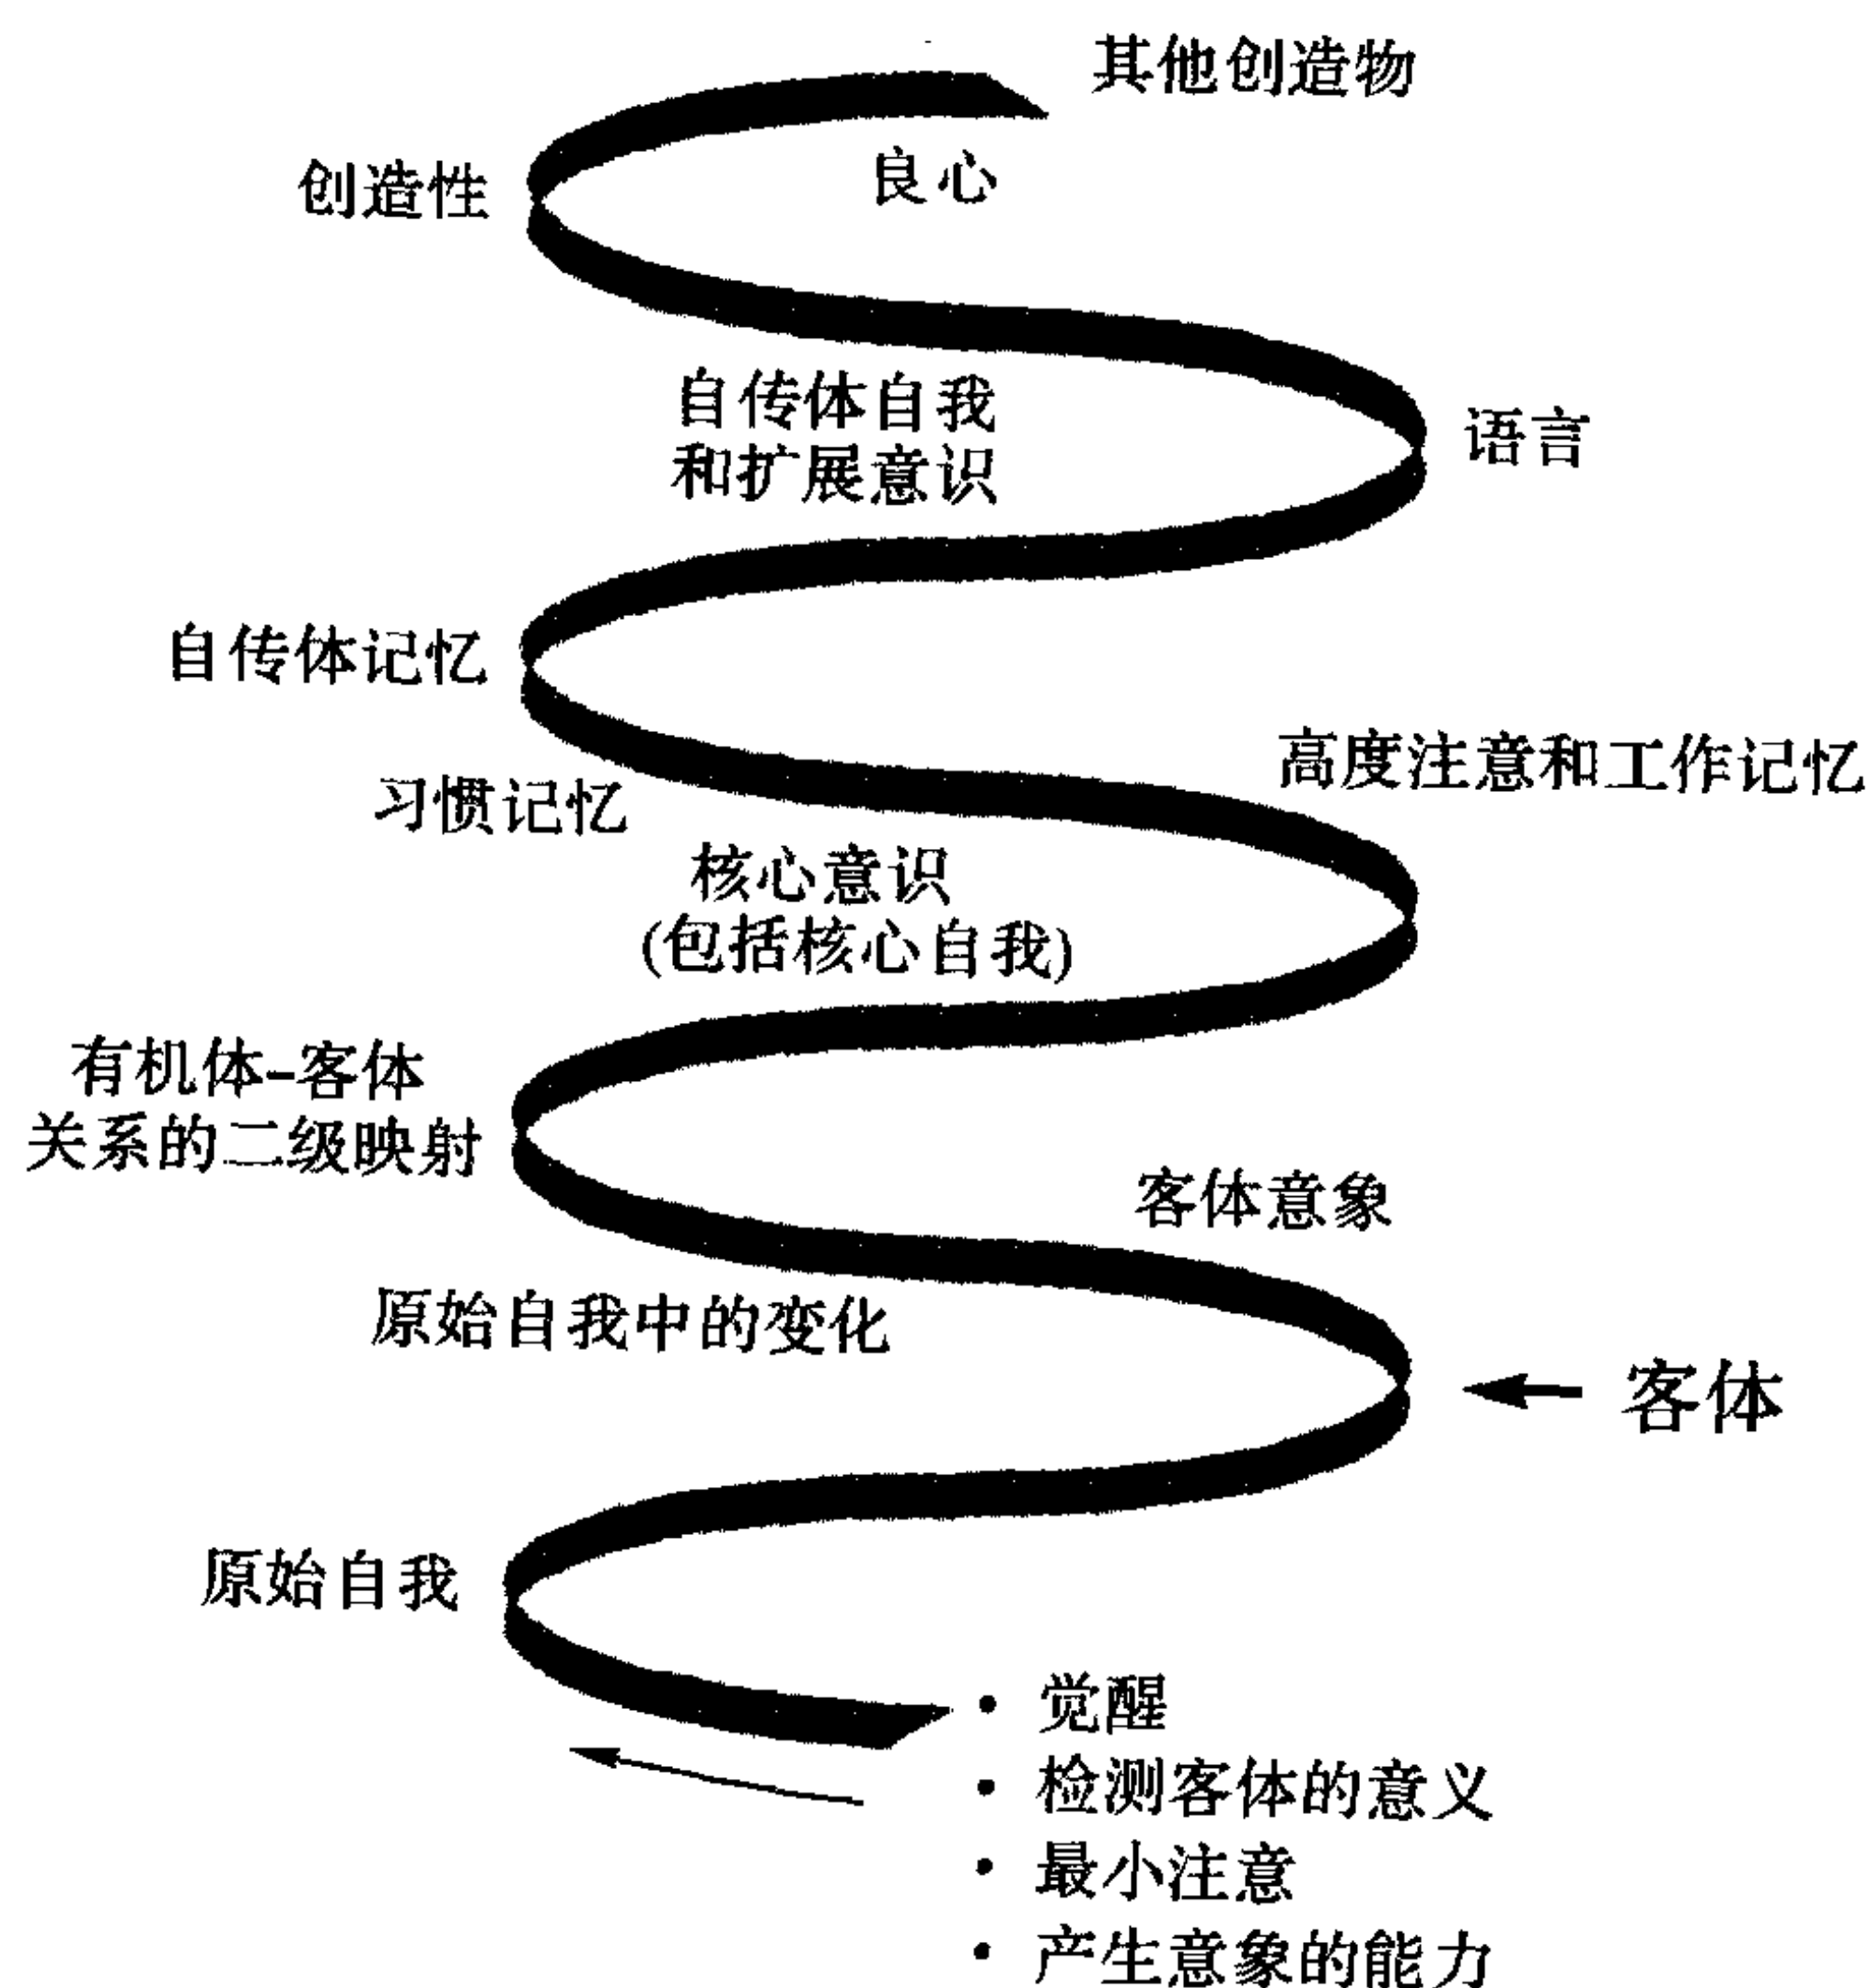 其他创造物
创造性
良心
自传体自我
和扩展意识
语言
自传体记忆
高度注意和工作记忆
习惯记忆
核心意识
(包括核心自我)
有机体-客体
关系的二级映射
客体意象
原始自我中的变化
客体
原始自我
• 觉醒
• 检测客体的意义
• 最小注意
• 产生意象的能力